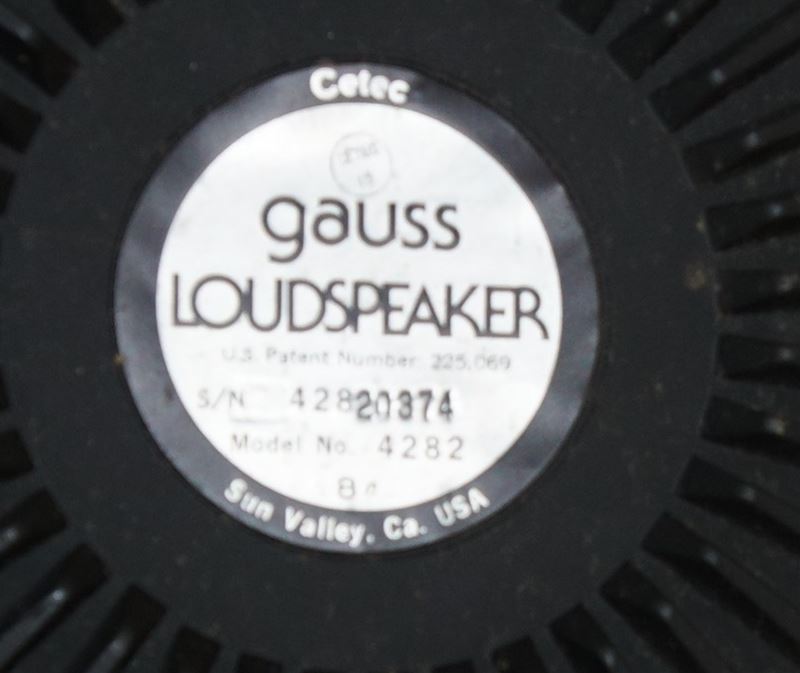 Cetec
gauss
LOUDSPEAKER
U.S. Patent Number 225,069
S/N 42820374
Model No. 4282
8
Sun Valley, Ca. USA